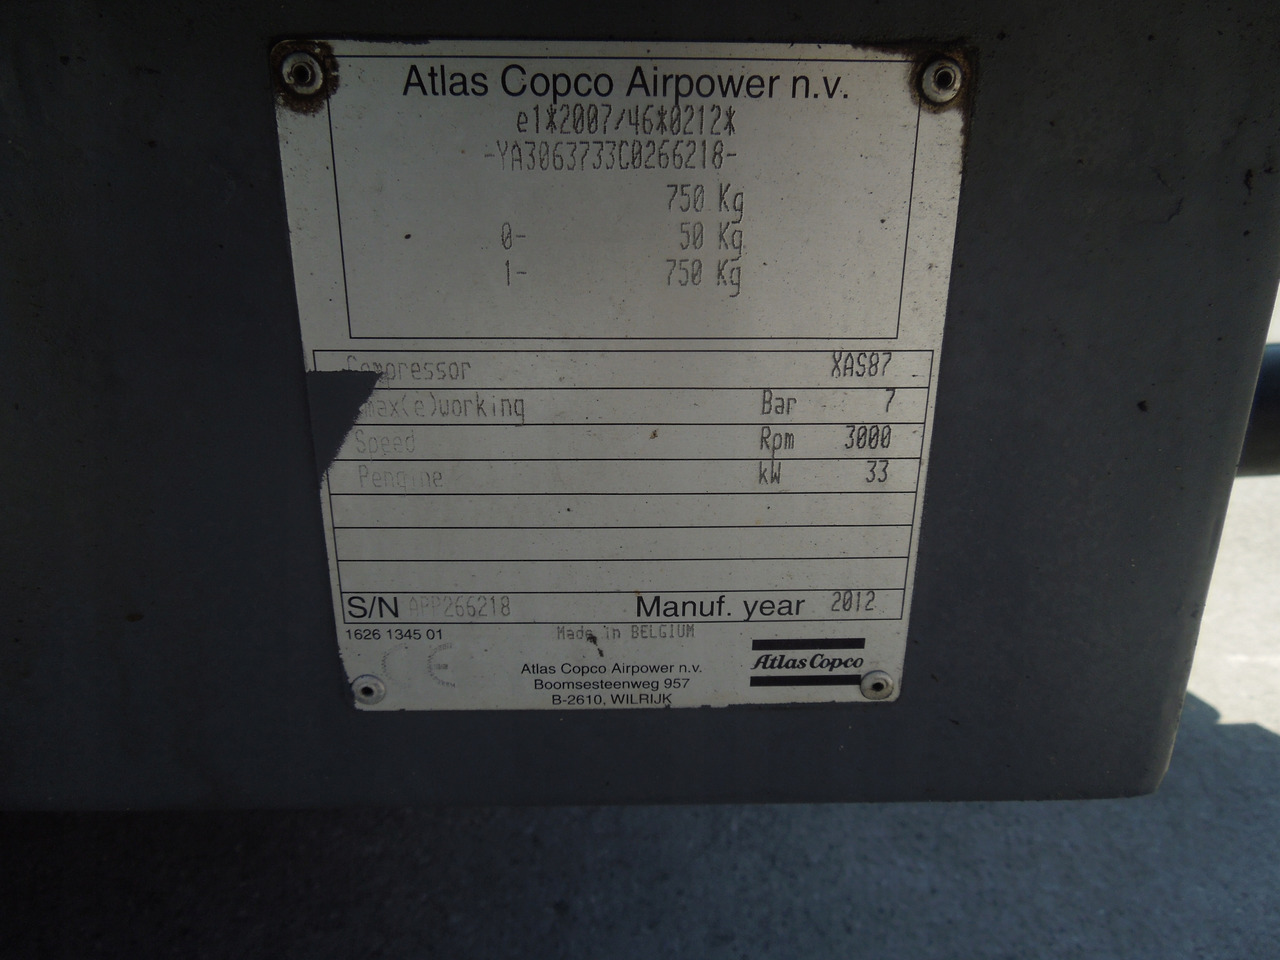 Atlas Copco Airpower n.v.
e1*2007/46*0212*
-YA3063733C0266218-
750 Kg
0- 50 Kg
1- 750 Kg
Compressor XAS87
max(e)working Bar 7
Speed Rpm 3000
Pengine kW 33
S/N APP266218 Manuf. year 2012
1626 1345 01 Made in BELGIUM
CE
AtlasCopco
Atlas Copco Airpower n.v.
Boomsesteenweg 957
B-2610, WILRIJK